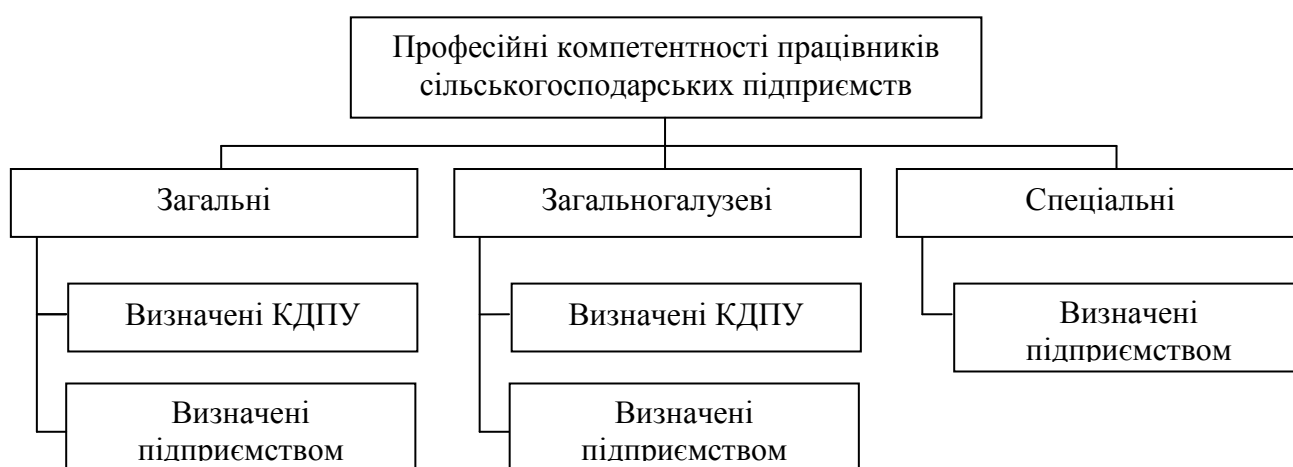 Професійні компетентності працівників
сільськогосподарських підприємств
Загальні
Загальногалузеві
Спеціальні
Визначені КДПУ
Визначені КДПУ
Визначені
підприємством
Визначені
підприємством
Визначені
підприємством